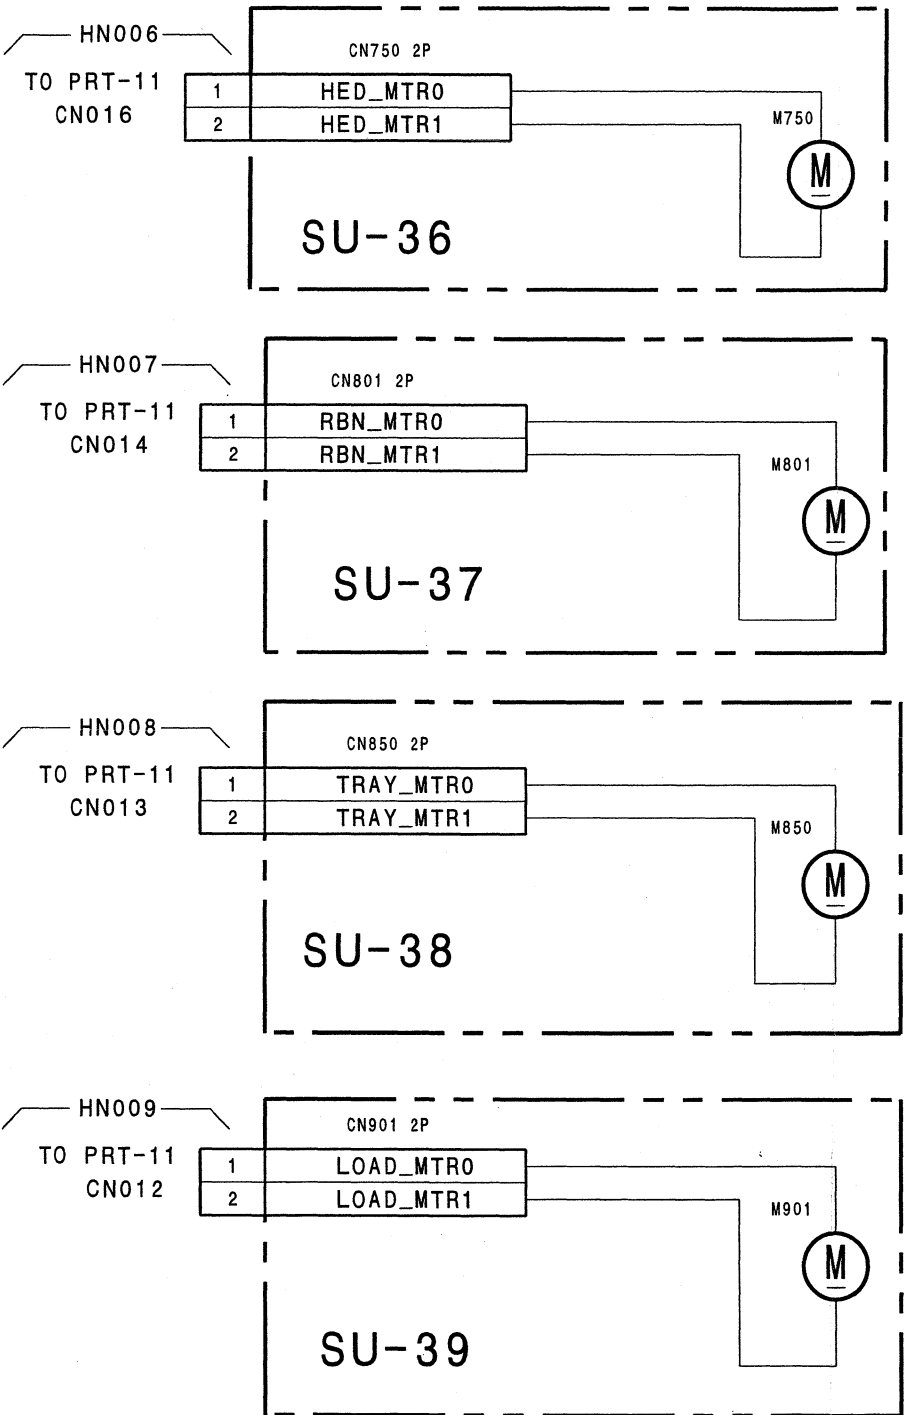 HN006
CN750 2P
TO PRT-11
CN016
1 HED_MTR0
2 HED_MTR1
M750
M
SU-36
HN007
CN801 2P
TO PRT-11
CN014
1 RBN_MTR0
2 RBN_MTR1
M801
M
SU-37
HN008
CN850 2P
TO PRT-11
CN013
1 TRAY_MTR0
2 TRAY_MTR1
M850
M
SU-38
HN009
CN901 2P
TO PRT-11
CN012
1 LOAD_MTR0
2 LOAD_MTR1
M901
M
SU-39